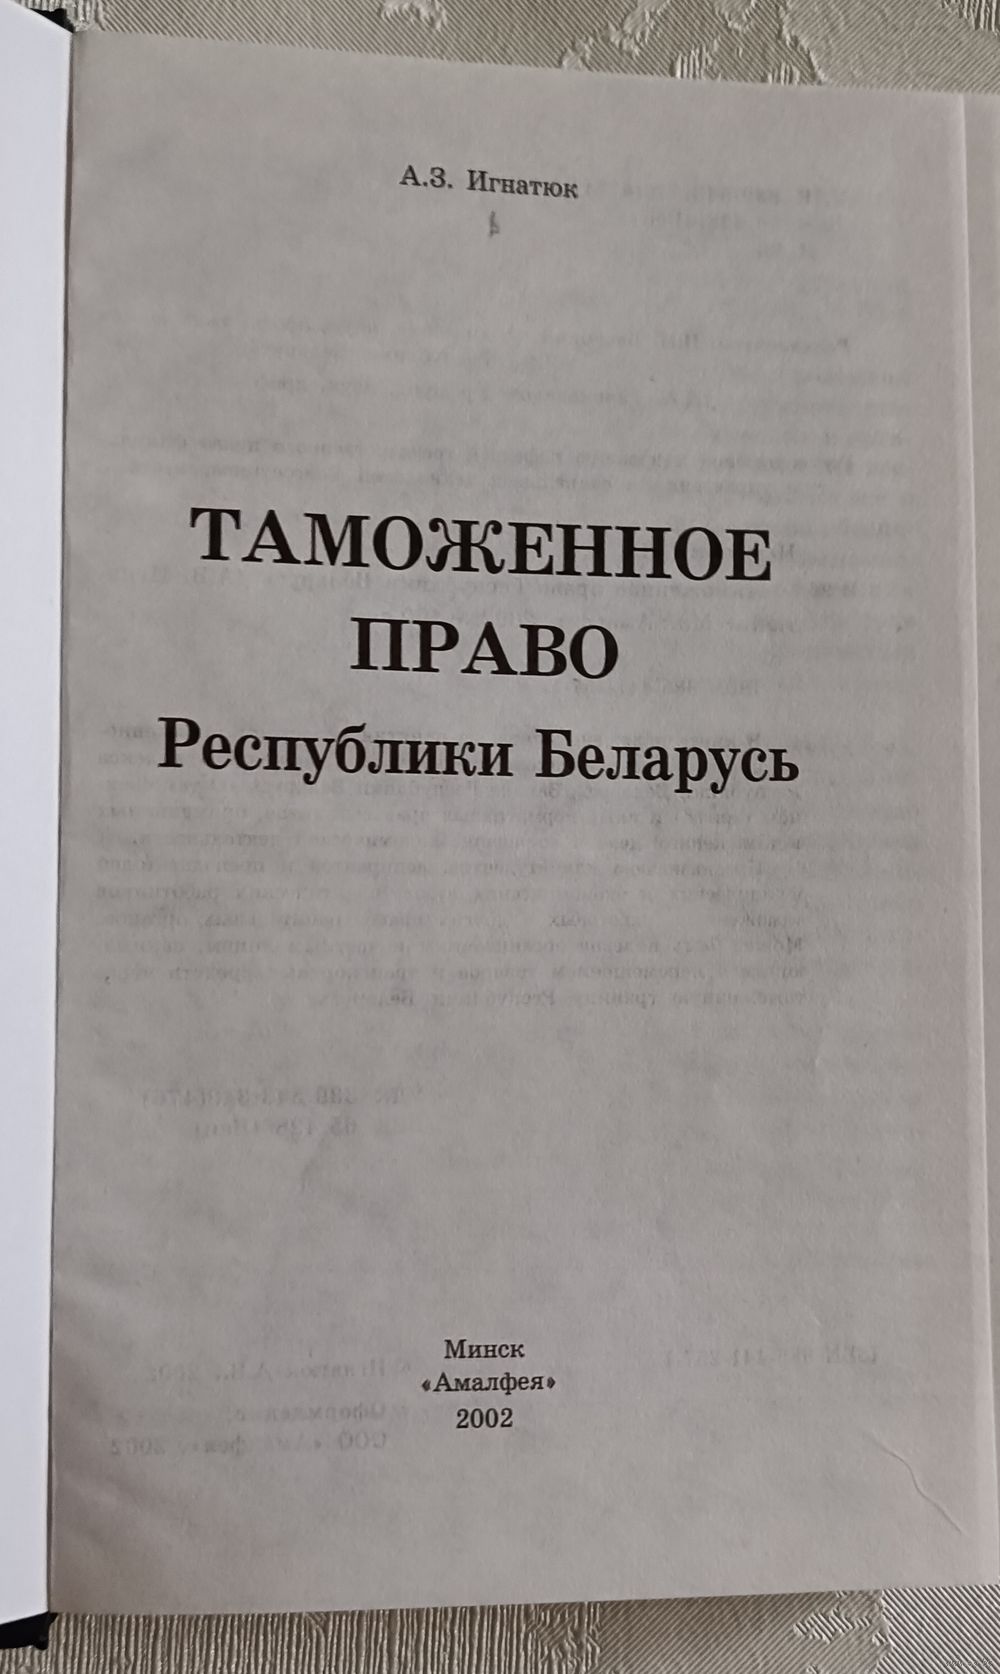 А.З. Игнатюк
ТАМОЖЕННОЕ
ПРАВО
Республики Беларусь
Минск
«Амалфея»
2002